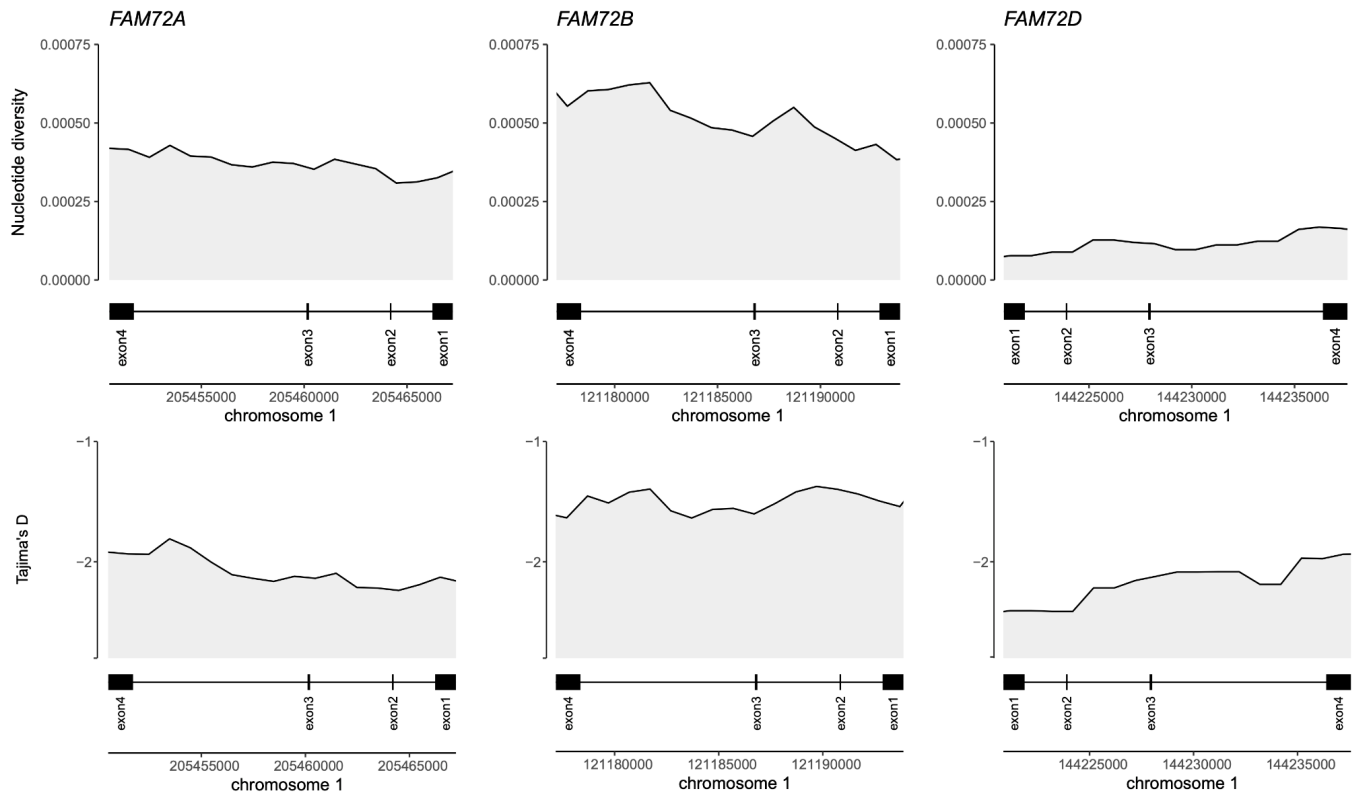 FAM72A
FAM72B
FAM72D
Nucleotide diversity
0.00075
0.00050
0.00025
0.00000
0.00075
0.00050
0.00025
0.00000
0.00075
0.00050
0.00025
0.00000
exon4 exon3 exon2 exon1
exon4 exon3 exon2 exon1
exon1 exon2 exon3 exon4
205455000 205460000 205465000
121180000 121185000 121190000
144225000 144230000 144235000
chromosome 1
chromosome 1
chromosome 1
Tajima's D
−1
−2
−1
−2
−1
−2
exon4 exon3 exon2 exon1
exon4 exon3 exon2 exon1
exon1 exon2 exon3 exon4
205455000 205460000 205465000
121180000 121185000 121190000
144225000 144230000 144235000
chromosome 1
chromosome 1
chromosome 1